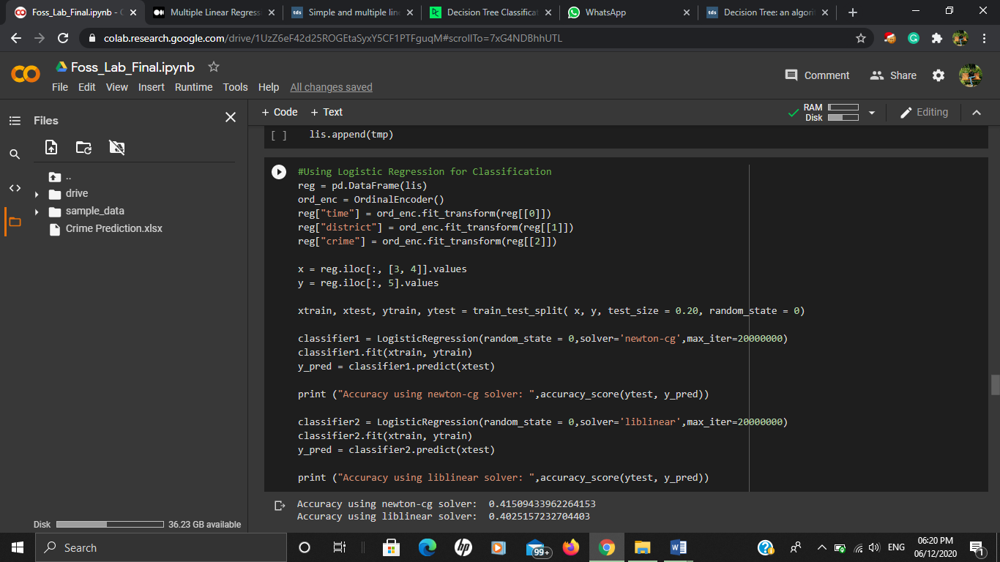 Foss_Lab_Final.ipynb - C
Multiple Linear Regress
Simple and multiple line
Decision Tree Classifica
WhatsApp
Decision Tree: an algorit
colab.research.google.com/drive/1UzZ6eF42d25ROGEtaSyxY5CF1PTFguqM#scrollTo=7xG4NDBhhUTL
Foss_Lab_Final.ipynb
Comment
Share
File Edit View Insert Runtime Tools Help All changes saved
Files
+ Code + Text
RAM
Disk
Editing
..
drive
sample_data
Crime Prediction.xlsx
[ ] lis.append(tmp)
#Using Logistic Regression for Classification
reg = pd.DataFrame(lis)
ord_enc = OrdinalEncoder()
reg["time"] = ord_enc.fit_transform(reg[[0]])
reg["district"] = ord_enc.fit_transform(reg[[1]])
reg["crime"] = ord_enc.fit_transform(reg[[2]])
x = reg.iloc[:, [3, 4]].values
y = reg.iloc[:, 5].values
xtrain, xtest, ytrain, ytest = train_test_split( x, y, test_size = 0.20, random_state = 0)
classifier1 = LogisticRegression(random_state = 0,solver='newton-cg',max_iter=20000000)
classifier1.fit(xtrain, ytrain)
y_pred = classifier1.predict(xtest)
print ("Accuracy using newton-cg solver: ",accuracy_score(ytest, y_pred))
classifier2 = LogisticRegression(random_state = 0,solver='liblinear',max_iter=20000000)
classifier2.fit(xtrain, ytrain)
y_pred = classifier2.predict(xtest)
print ("Accuracy using liblinear solver: ",accuracy_score(ytest, y_pred))
Accuracy using newton-cg solver:  0.41509433962264153
Accuracy using liblinear solver:  0.4025157232704403
Disk 36.23 GB available
Search
99+
ENG
06:20 PM
06/12/2020
1